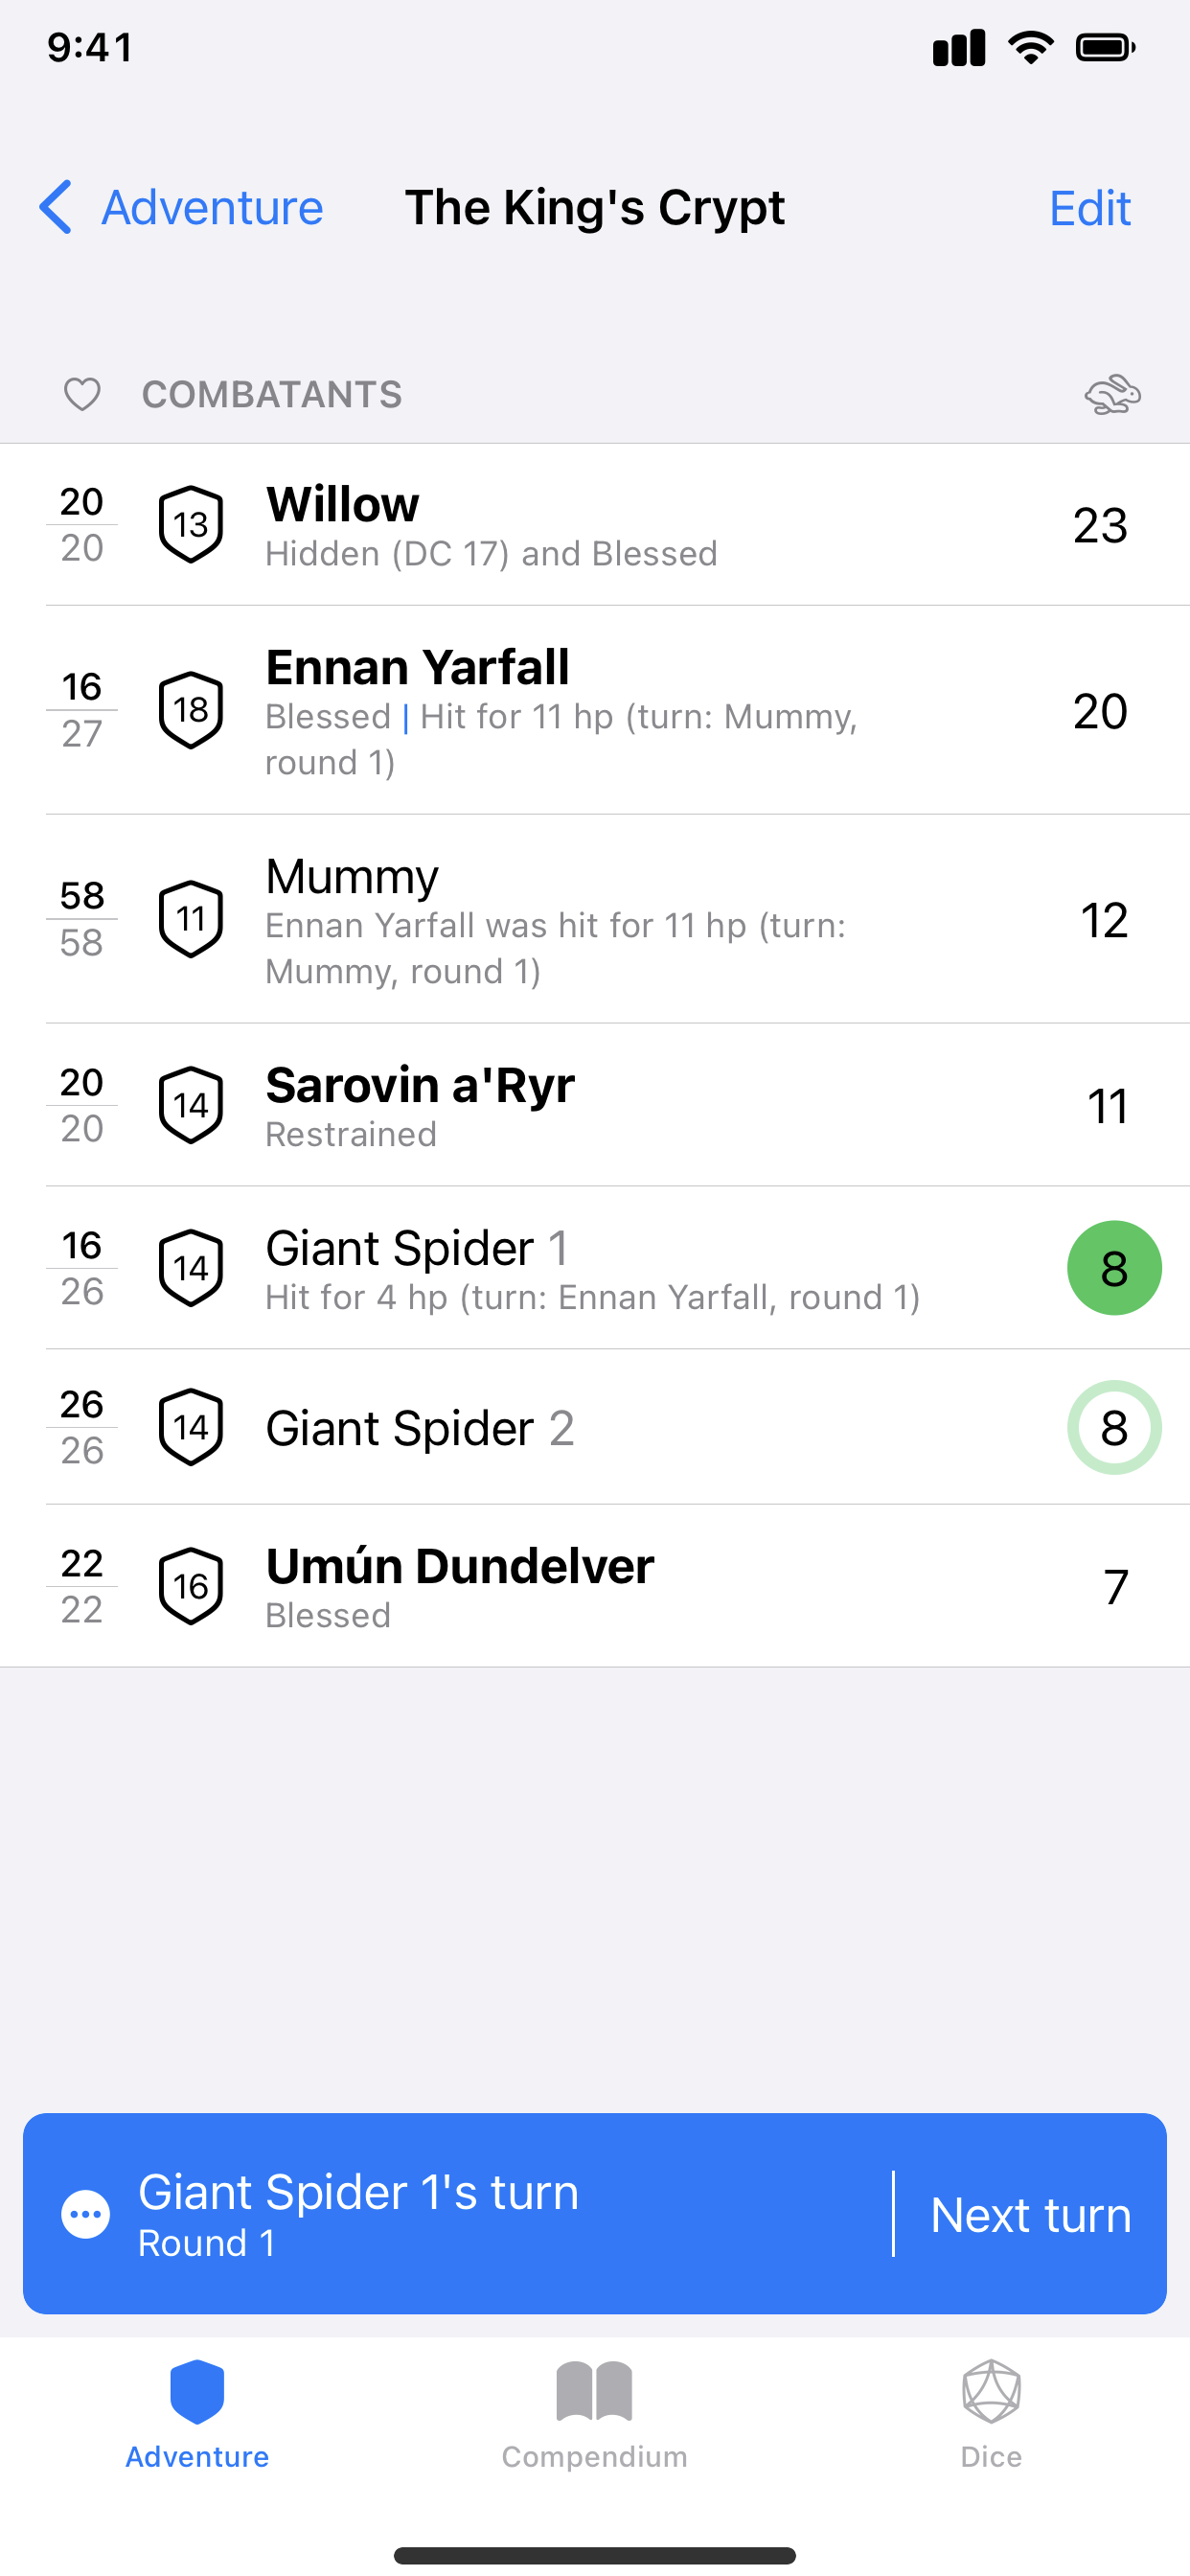 9:41
Adventure
The King's Crypt
Edit
COMBATANTS
20
20
13
Willow
Hidden (DC 17) and Blessed
23
16
27
18
Ennan Yarfall
Blessed | Hit for 11 hp (turn: Mummy,
round 1)
20
58
58
11
Mummy
Ennan Yarfall was hit for 11 hp (turn:
Mummy, round 1)
12
20
20
14
Sarovin a'Ryr
Restrained
11
16
26
14
Giant Spider 1
Hit for 4 hp (turn: Ennan Yarfall, round 1)
8
26
26
14
Giant Spider 2
8
22
22
16
Umún Dundelver
Blessed
7
Giant Spider 1's turn
Round 1
Next turn
Adventure
Compendium
Dice